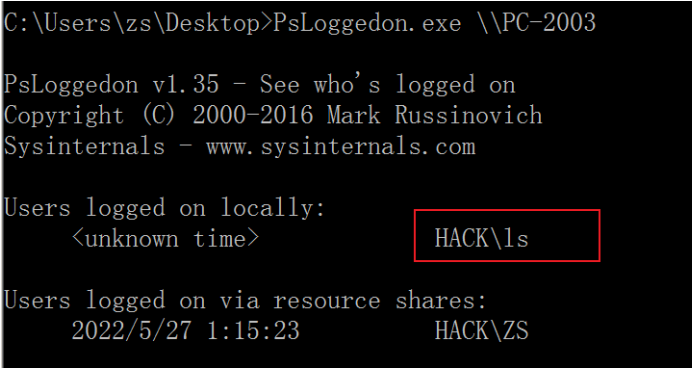 C:\Users\zs\Desktop>PsLoggedon.exe \\PC-2003
PsLoggedon v1.35 - See who's logged on
Copyright (C) 2000-2016 Mark Russinovich
Sysinternals - www.sysinternals.com
Users logged on locally:
<unknown time> HACK\ls
Users logged on via resource shares:
2022/5/27 1:15:23 HACK\ZS